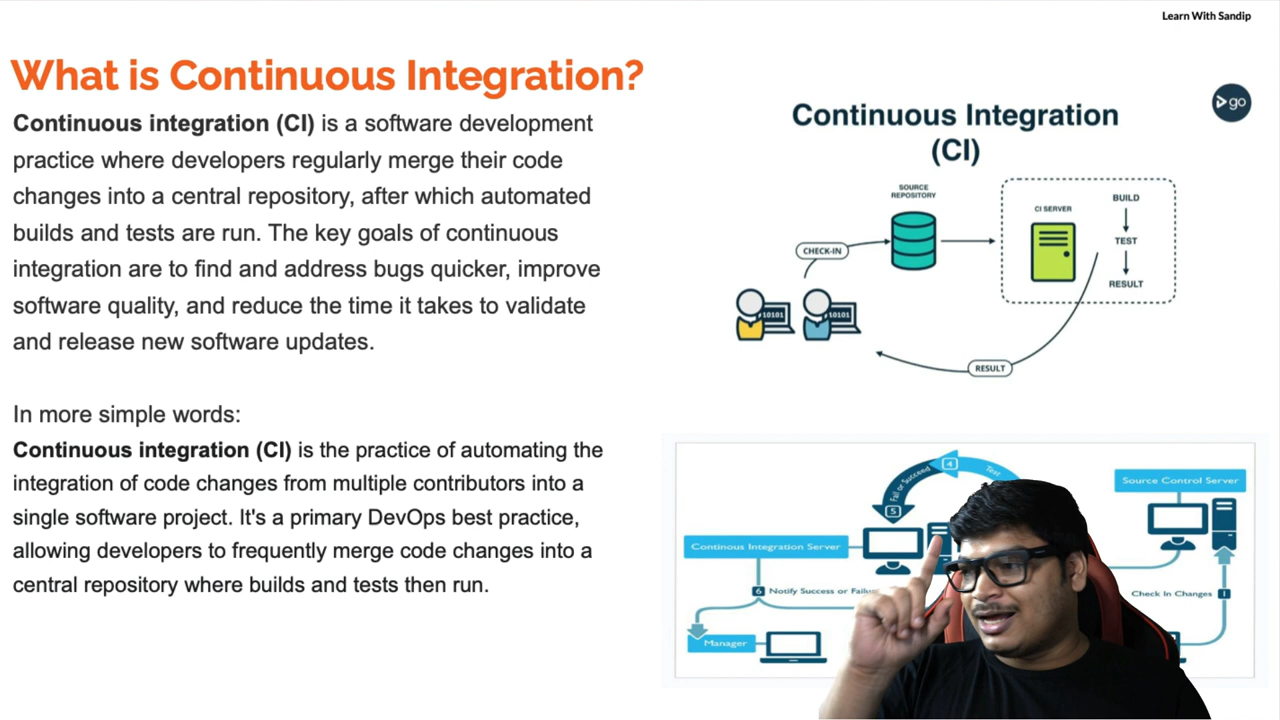 Learn With Sandip
What is Continuous Integration?
Continuous integration (CI) is a software development
practice where developers regularly merge their code
changes into a central repository, after which automated
builds and tests are run. The key goals of continuous
integration are to find and address bugs quicker, improve
software quality, and reduce the time it takes to validate
and release new software updates.
In more simple words:
Continuous integration (CI) is the practice of automating the
integration of code changes from multiple contributors into a
single software project. It's a primary DevOps best practice,
allowing developers to frequently merge code changes into a
central repository where builds and tests then run.
go
Continuous Integration
(CI)
SOURCE
REPOSITORY
CI SERVER
BUILD
TEST
RESULT
CHECK-IN
10101
10101
RESULT
4
Test
Fail or Succeed
5
Source Control Server
Continous Integration Server
6 Notify Success or Failu
Check In Changes 1
Manager